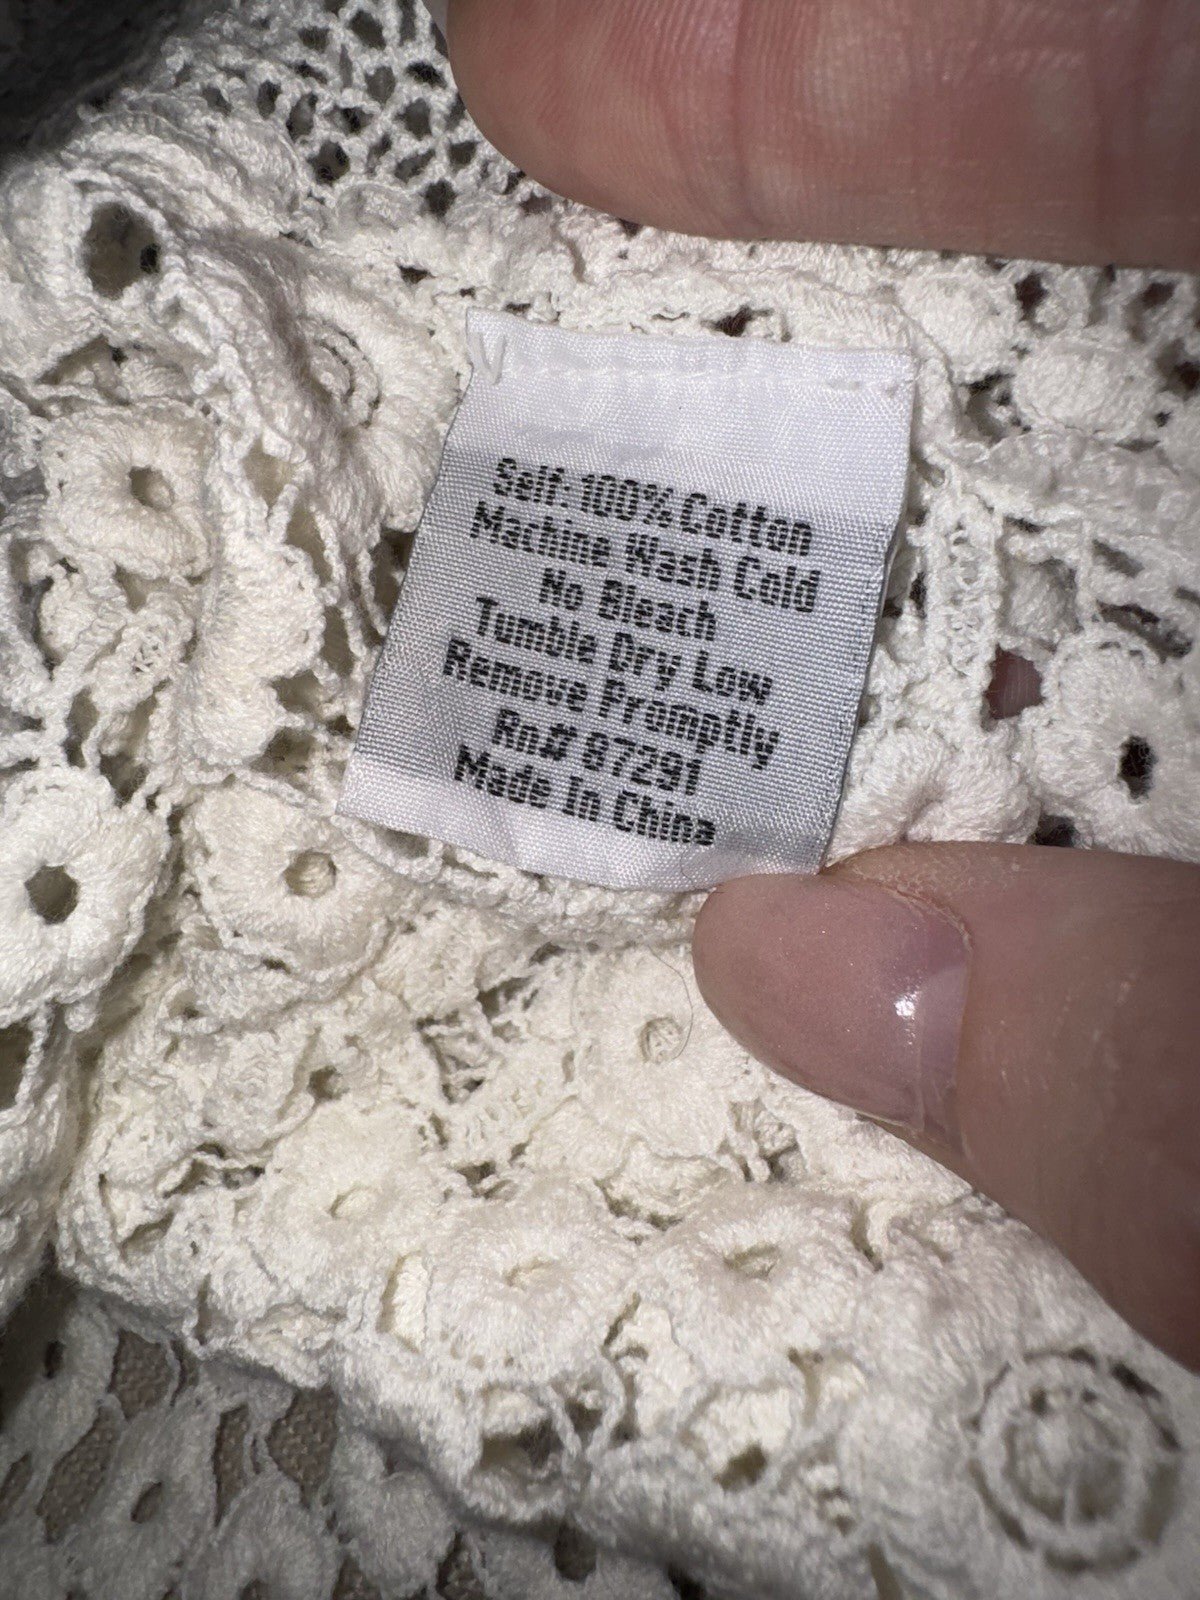 Self: 100% Cotton
Machine Wash Cold
No Bleach
Tumble Dry Low
Remove Promptly
Rn# 87291
Made In China